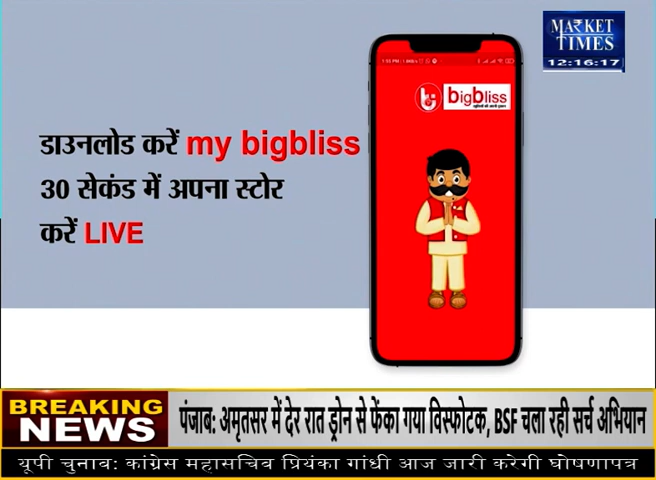 MARKET
TIMES
12:16:17
bigbliss
डाउनलोड करें my bigbliss
30 सेकंड में अपना स्टोर
करें LIVE
BREAKING
NEWS
पंजाब: अमृतसर में देर रात ड्रोन से फेंका गया विस्फोटक, BSF चला रही सर्च अभियान
यूपी चुनाव: कांग्रेस महासचिव प्रियंका गांधी आज जारी करेगी घोषणापत्र